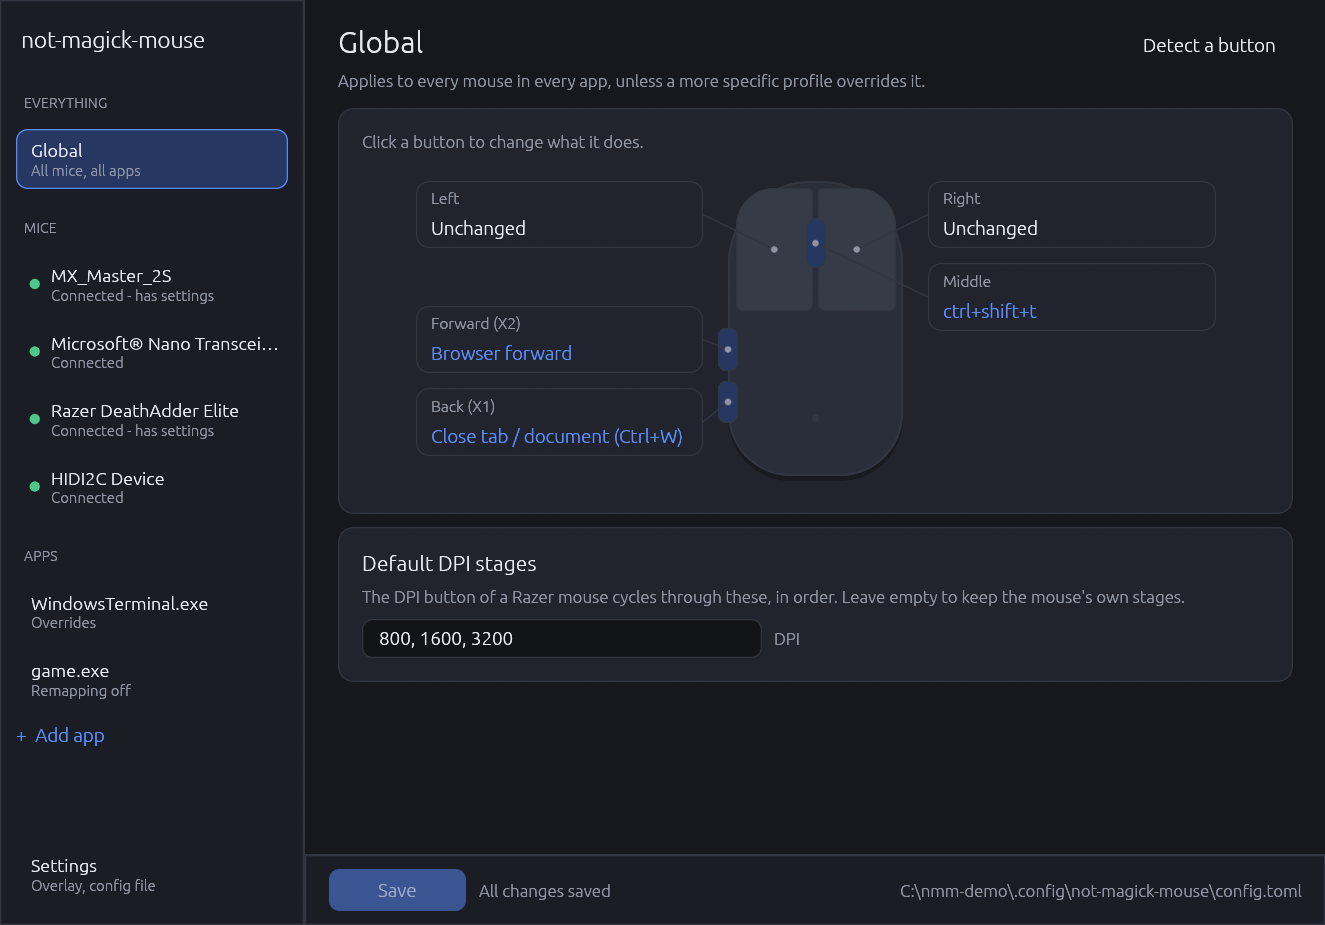 not-magick-mouse
EVERYTHING
Global
All mice, all apps
MICE
MX_Master_2S
Connected - has settings
Microsoft® Nano Transcei…
Connected
Razer DeathAdder Elite
Connected - has settings
HIDI2C Device
Connected
APPS
WindowsTerminal.exe
Overrides
game.exe
Remapping off
+ Add app
Settings
Overlay, config file
Global
Detect a button
Applies to every mouse in every app, unless a more specific profile overrides it.
Click a button to change what it does.
Left
Unchanged
Right
Unchanged
Middle
ctrl+shift+t
Forward (X2)
Browser forward
Back (X1)
Close tab / document (Ctrl+W)
Default DPI stages
The DPI button of a Razer mouse cycles through these, in order. Leave empty to keep the mouse's own stages.
800, 1600, 3200
DPI
Save
All changes saved
C:\nmm-demo\.config\not-magick-mouse\config.toml